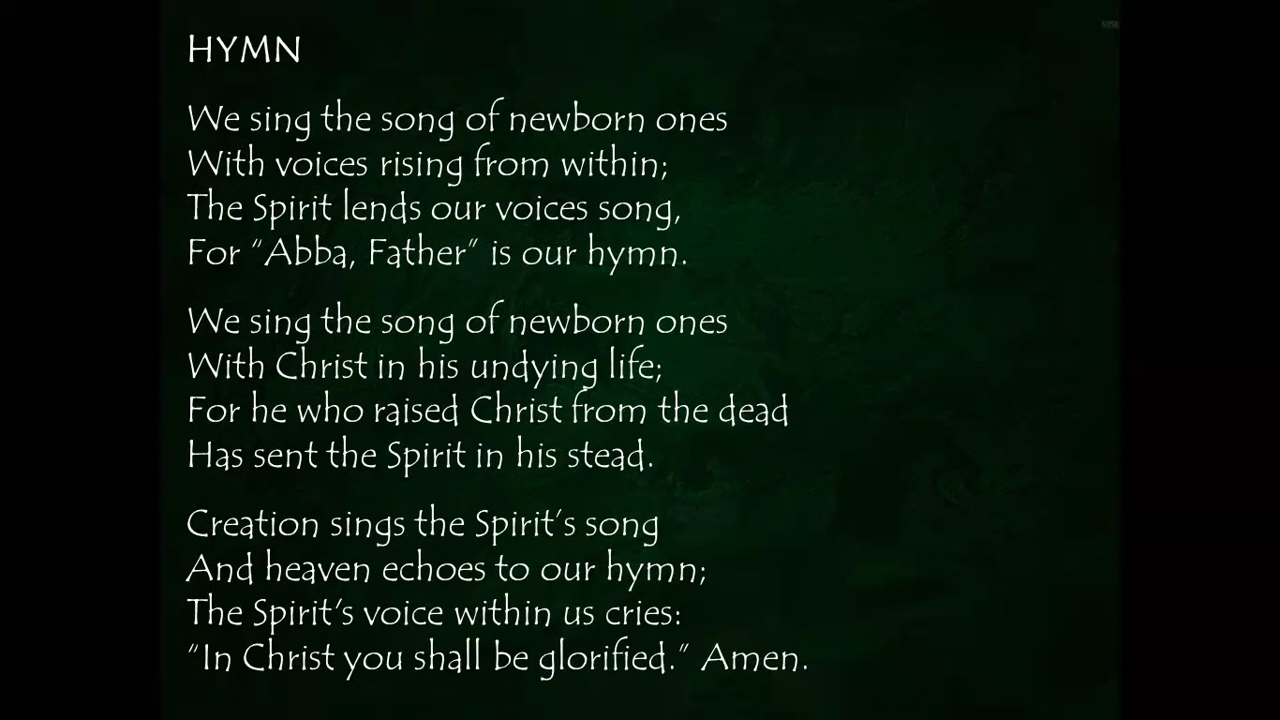 HYMN
We sing the song of newborn ones
With voices rising from within;
The Spirit lends our voices song,
For “Abba, Father” is our hymn.
We sing the song of newborn ones
With Christ in his undying life;
For he who raised Christ from the dead
Has sent the Spirit in his stead.
Creation sings the Spirit’s song
And heaven echoes to our hymn;
The Spirit’s voice within us cries:
“In Christ you shall be glorified.” Amen.